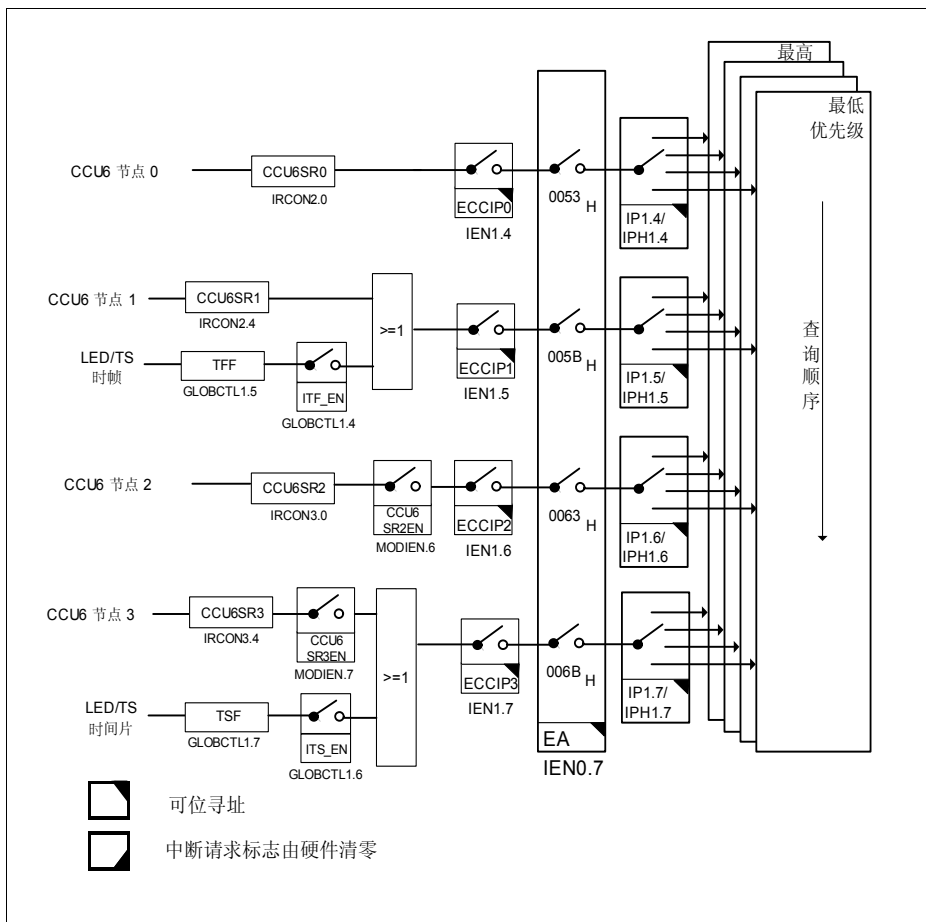 最高
最低
优先级
CCU6 节点 0
CCU6SR0
IRCON2.0
ECCIP0
IEN1.4
0053 H
IP1.4/
IPH1.4
CCU6 节点 1
CCU6SR1
IRCON2.4
>=1
LED/TS
时帧
TFF
GLOBCTL1.5
ITF_EN
GLOBCTL1.4
ECCIP1
IEN1.5
005B H
IP1.5/
IPH1.5
查询顺序
CCU6 节点 2
CCU6SR2
IRCON3.0
CCU6
SR2EN
MODIEN.6
ECCIP2
IEN1.6
0063 H
IP1.6/
IPH1.6
CCU6 节点 3
CCU6SR3
IRCON3.4
CCU6
SR3EN
MODIEN.7
>=1
ECCIP3
IEN1.7
006B H
IP1.7/
IPH1.7
LED/TS
时间片
TSF
GLOBCTL1.7
ITS_EN
GLOBCTL1.6
EA
IEN0.7
可位寻址
中断请求标志由硬件清零